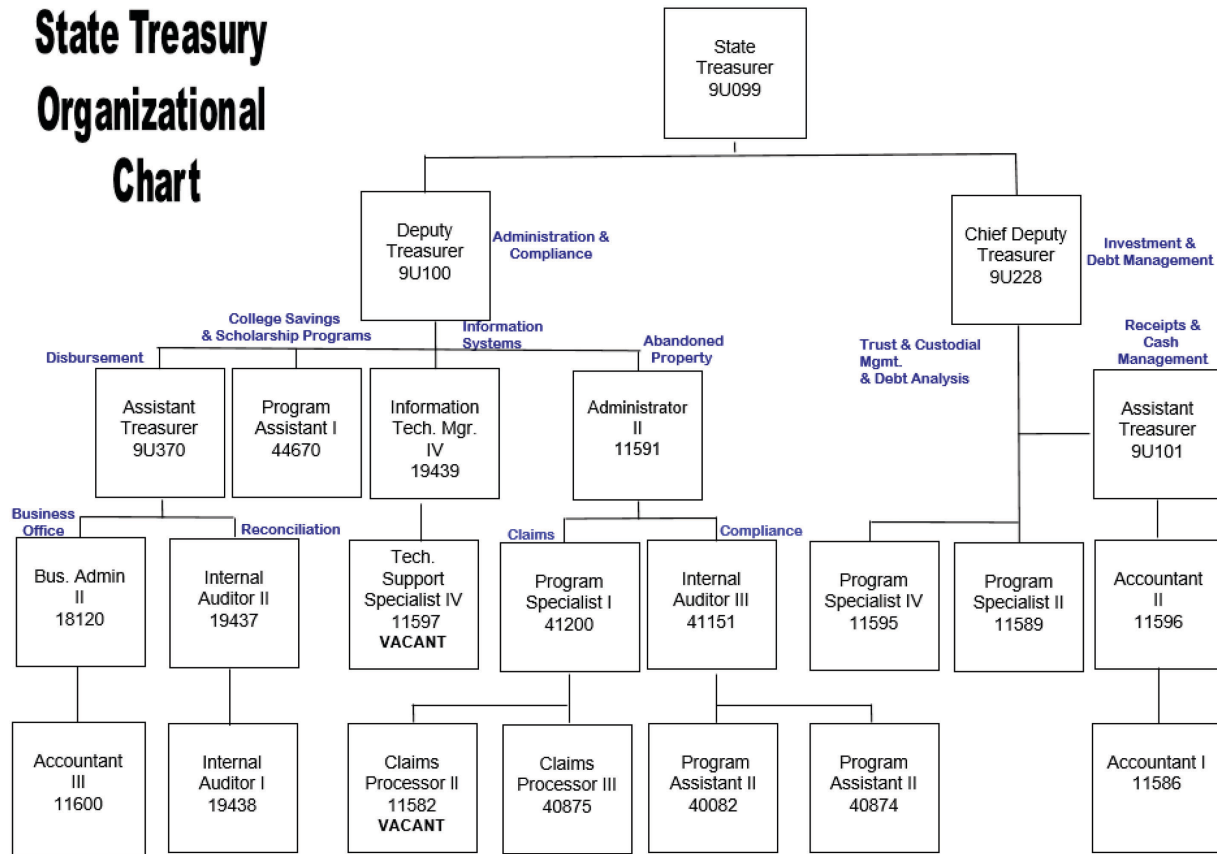 State Treasury
Organizational
Chart
State
Treasurer
9U099
Deputy
Treasurer
9U100
Administration &
Compliance
Chief Deputy
Treasurer
9U228
Investment &
Debt Management
College Savings
& Scholarship Programs
Information
Systems
Disbursement
Abandoned
Property
Trust & Custodial
Mgmt.
& Debt Analysis
Receipts &
Cash
Management
Assistant
Treasurer
9U370
Program
Assistant I
44670
Information
Tech. Mgr.
IV
19439
Administrator
II
11591
Assistant
Treasurer
9U101
Business
Office
Reconciliation
Claims
Compliance
Bus. Admin
II
18120
Internal
Auditor II
19437
Tech.
Support
Specialist IV
11597
VACANT
Program
Specialist I
41200
Internal
Auditor III
41151
Program
Specialist IV
11595
Program
Specialist II
11589
Accountant
II
11596
Accountant
III
11600
Internal
Auditor I
19438
Claims
Processor II
11582
VACANT
Claims
Processor III
40875
Program
Assistant II
40082
Program
Assistant II
40874
Accountant I
11586